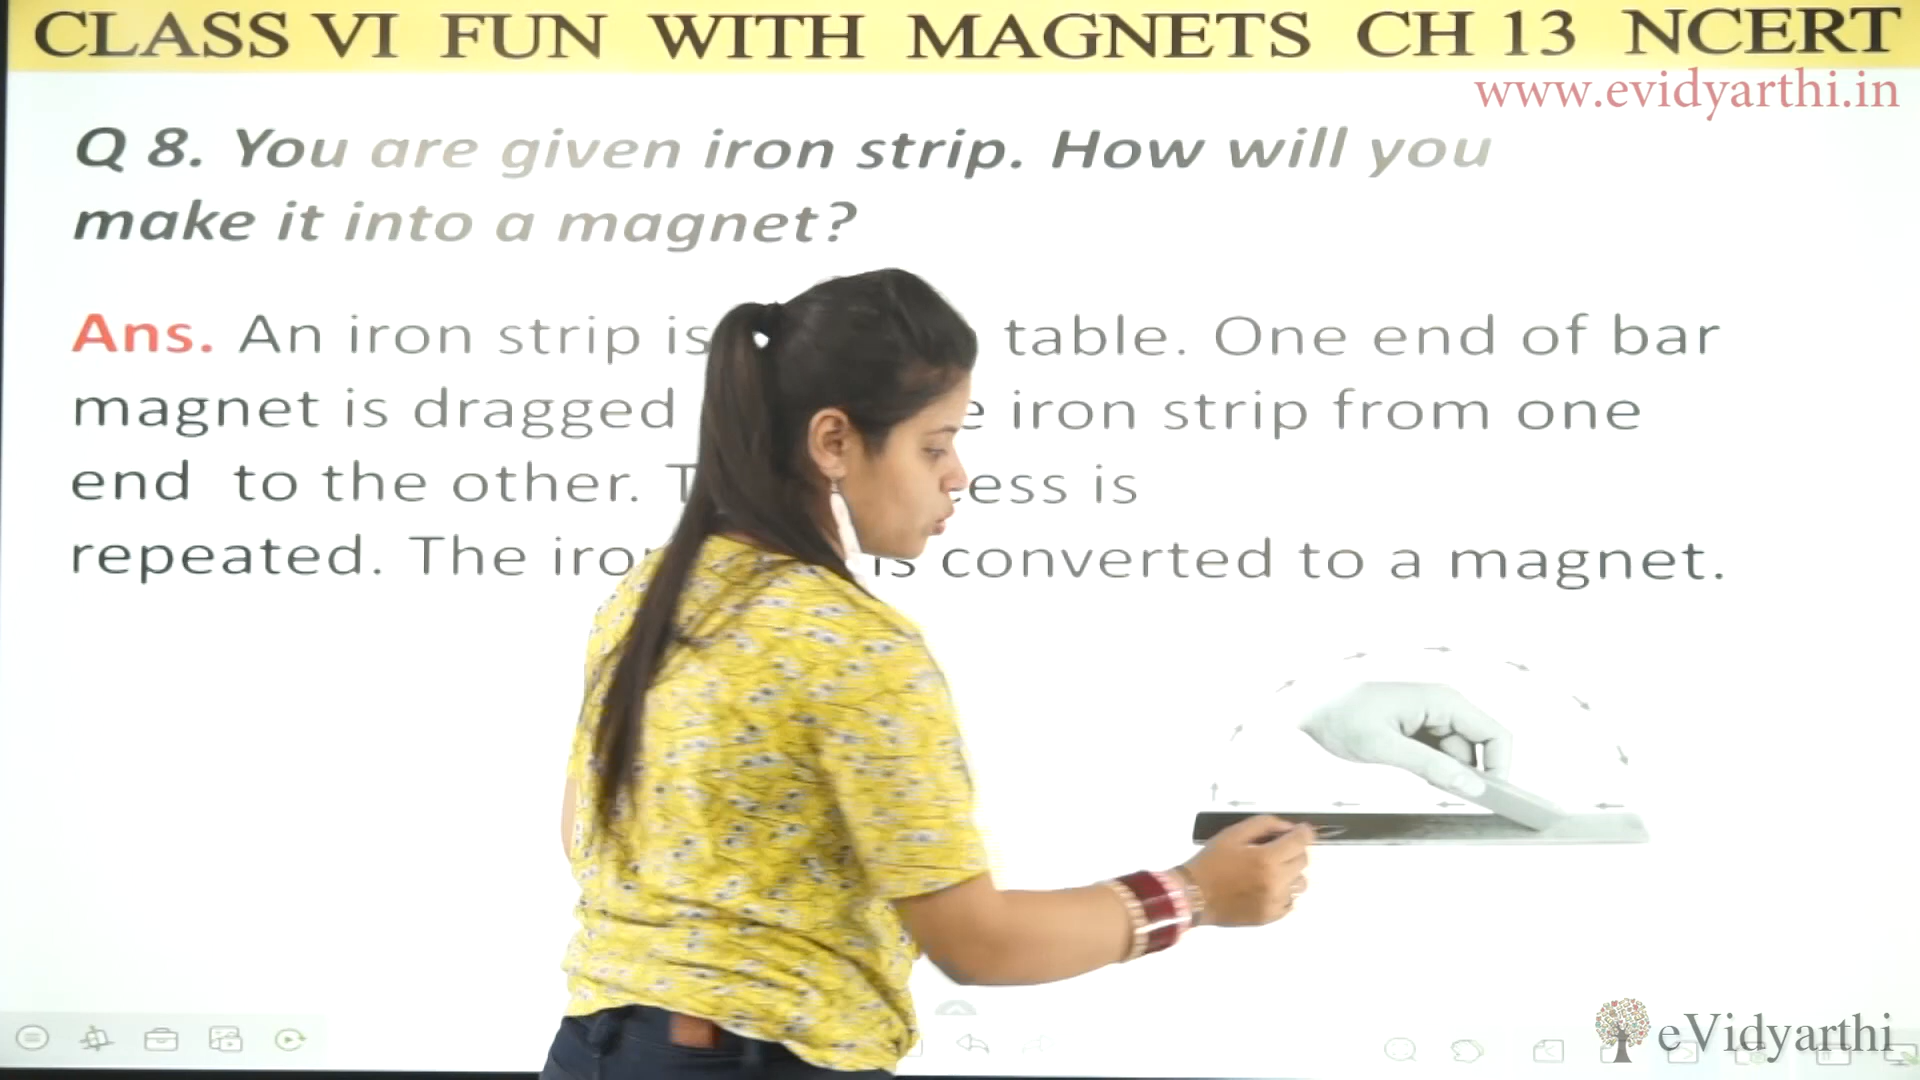 CLASS VI FUN WITH MAGNETS CH 13 NCERT
www.evidyarthi.in
Q 8. You are given iron strip. How will you
make it into a magnet?
Ans. An iron strip is table. One end of bar
magnet is dragged iron strip from one
end to the other. is
repeated. The is converted to a magnet.
eVidyarthi